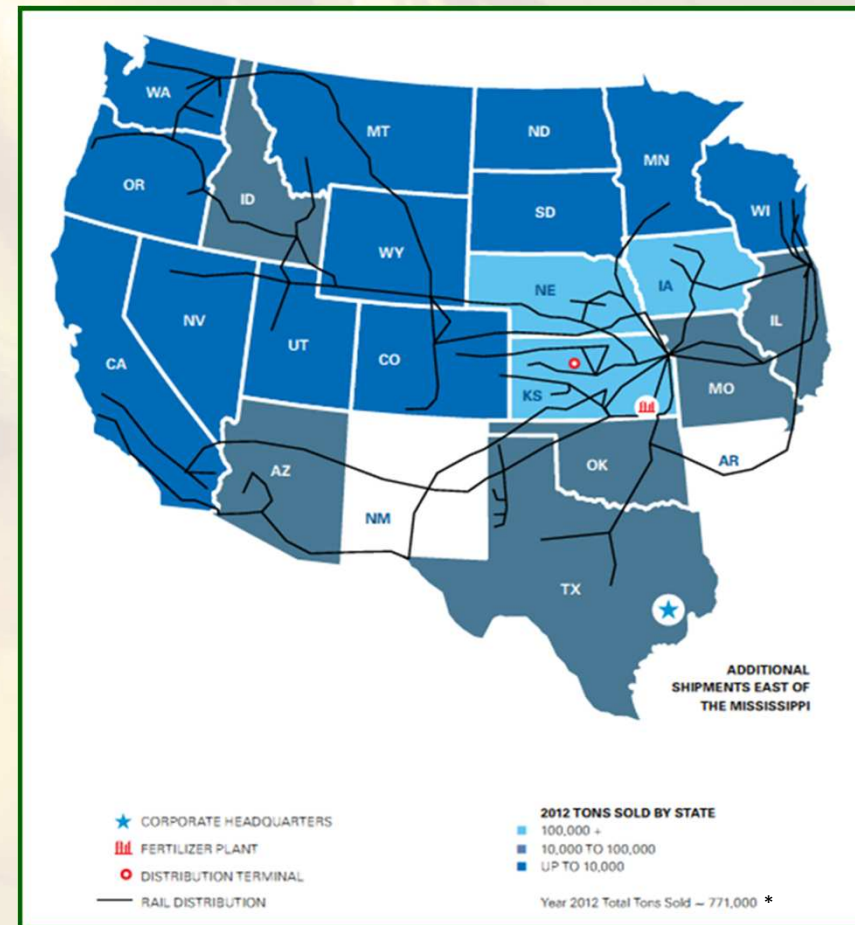 WA
MT
ND
MN
OR
ID
SD
WI
WY
NE
IA
NV
UT
CO
IL
CA
KS
MO
AZ
OK
AR
NM
TX
ADDITIONAL
SHIPMENTS EAST OF
THE MISSISSIPPI
CORPORATE HEADQUARTERS
FERTILIZER PLANT
DISTRIBUTION TERMINAL
RAIL DISTRIBUTION
2012 TONS SOLD BY STATE
100,000 +
10,000 TO 100,000
UP TO 10,000
Year 2012 Total Tons Sold – 771,000 *